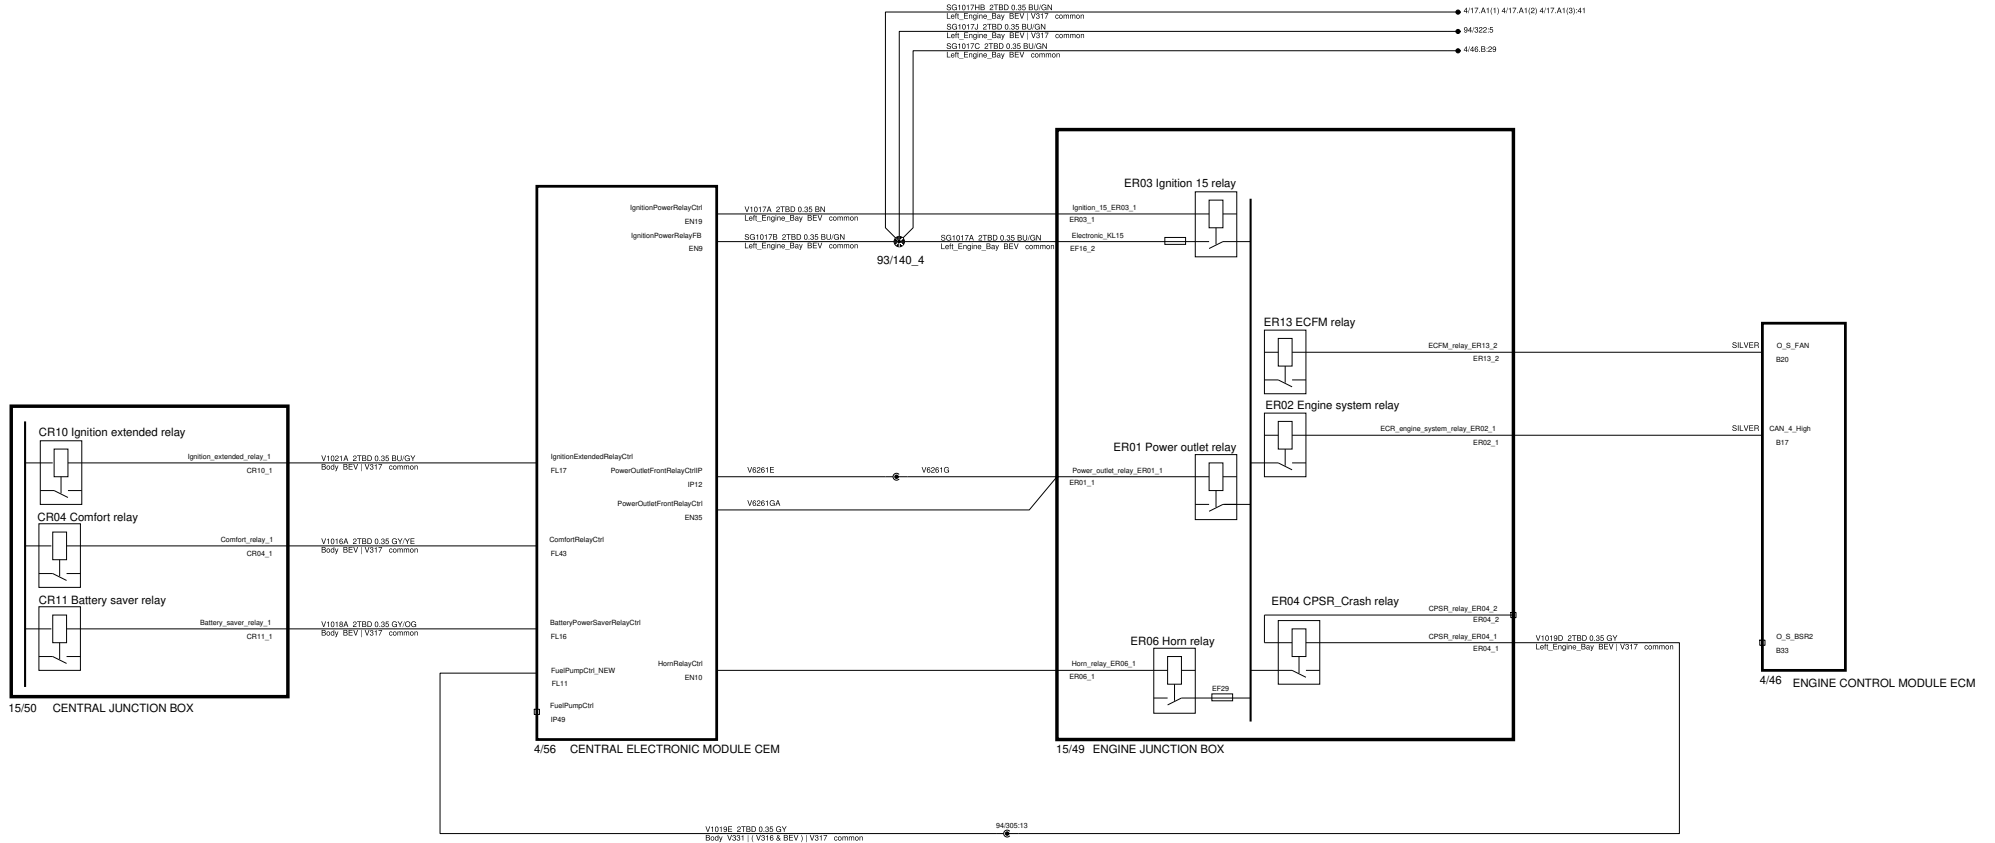 SG1017HB 2TBD 0.35 BU/GN
Left_Engine_Bay BEV | V317 common
4/17.A1(1) 4/17.A1(2) 4/17.A1(3):41
SG1017J 2TBD 0.35 BU/GN
Left_Engine_Bay BEV | V317 common
94/322:5
SG1017C 2TBD 0.35 BU/GN
Left_Engine_Bay BEV common
4/46.B:29
ER03 Ignition 15 relay
IgnitionPowerRelayCtrl
EN19
V1017A 2TBD 0.35 BN
Left_Engine_Bay BEV common
Ignition_15_ER03_1
ER03_1
IgnitionPowerRelayFB
EN9
SG1017B 2TBD 0.35 BU/GN
Left_Engine_Bay BEV common
SG1017A 2TBD 0.35 BU/GN
Left_Engine_Bay BEV common
Electronic_KL15
EF16_2
93/140_4
ER13 ECFM relay
ECFM_relay_ER13_2
ER13_2
SILVER
O_S_FAN
B20
ER02 Engine system relay
ECR_engine_system_relay_ER02_1
ER02_1
SILVER
CAN_4_High
B17
CR10 Ignition extended relay
Ignition_extended_relay_1
CR10_1
V1021A 2TBD 0.35 BU/GY
Body BEV | V317 common
IgnitionExtendedRelayCtrl
FL17
PowerOutletFrontRelayCtrlIP
IP12
V6261E
V6261G
ER01 Power outlet relay
Power_outlet_relay_ER01_1
ER01_1
PowerOutletFrontRelayCtrl
EN35
V6261GA
CR04 Comfort relay
Comfort_relay_1
CR04_1
V1016A 2TBD 0.35 GY/YE
Body BEV | V317 common
ComfortRelayCtrl
FL43
CR11 Battery saver relay
Battery_saver_relay_1
CR11_1
V1018A 2TBD 0.35 GY/OG
Body BEV | V317 common
BatteryPowerSaverRelayCtrl
FL16
ER04 CPSR_Crash relay
CPSR_relay_ER04_2
ER04_2
CPSR_relay_ER04_1
ER04_1
V1019D 2TBD 0.35 GY
Left_Engine_Bay BEV | V317 common
O_S_BSR2
B33
FuelPumpCtrl_NEW
FL11
HornRelayCtrl
EN10
ER06 Horn relay
Horn_relay_ER06_1
ER06_1
EF29
FuelPumpCtrl
IP49
15/50 CENTRAL JUNCTION BOX
4/56 CENTRAL ELECTRONIC MODULE CEM
15/49 ENGINE JUNCTION BOX
4/46 ENGINE CONTROL MODULE ECM
V1019E 2TBD 0.35 GY
Body V331 | ( V316 & BEV ) | V317 common
94/305:13